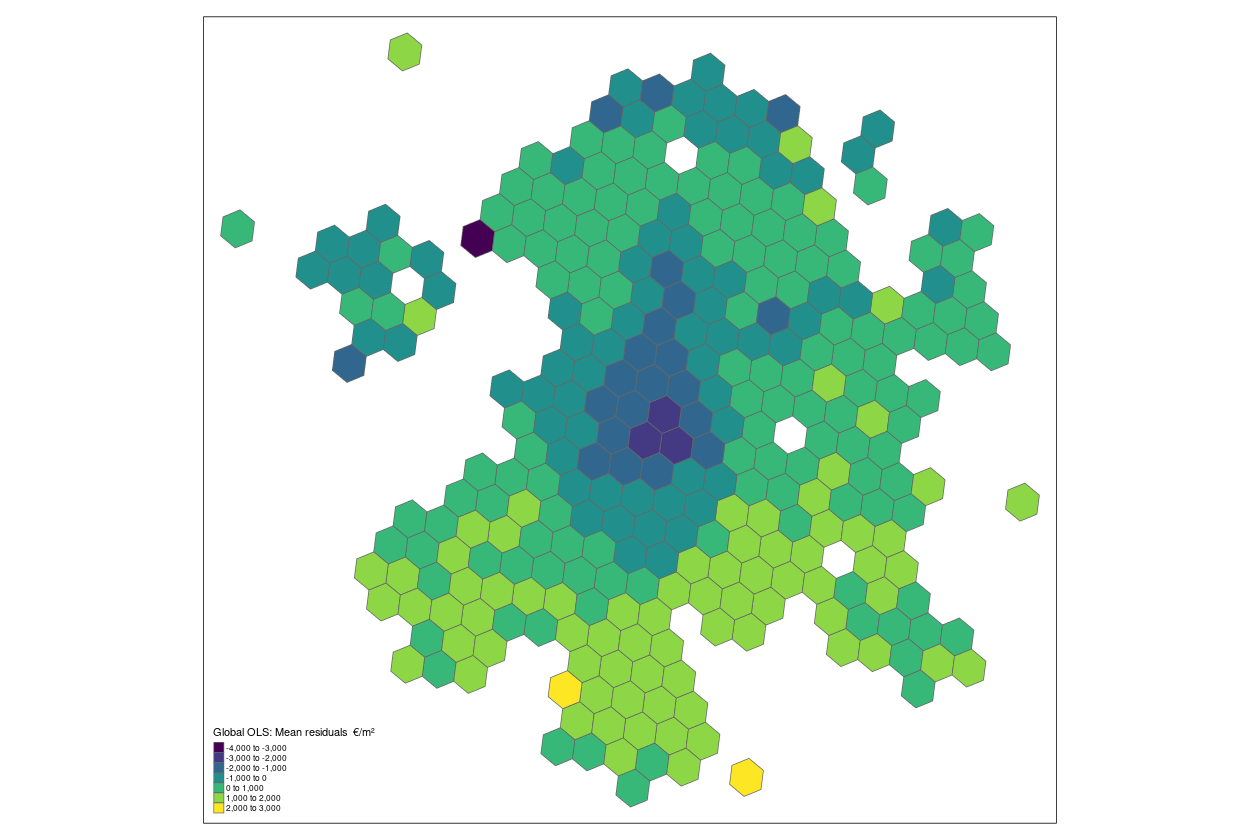 Global OLS: Mean residuals €/m²
-4,000 to -3,000
-3,000 to -2,000
-2,000 to -1,000
-1,000 to 0
0 to 1,000
1,000 to 2,000
2,000 to 3,000